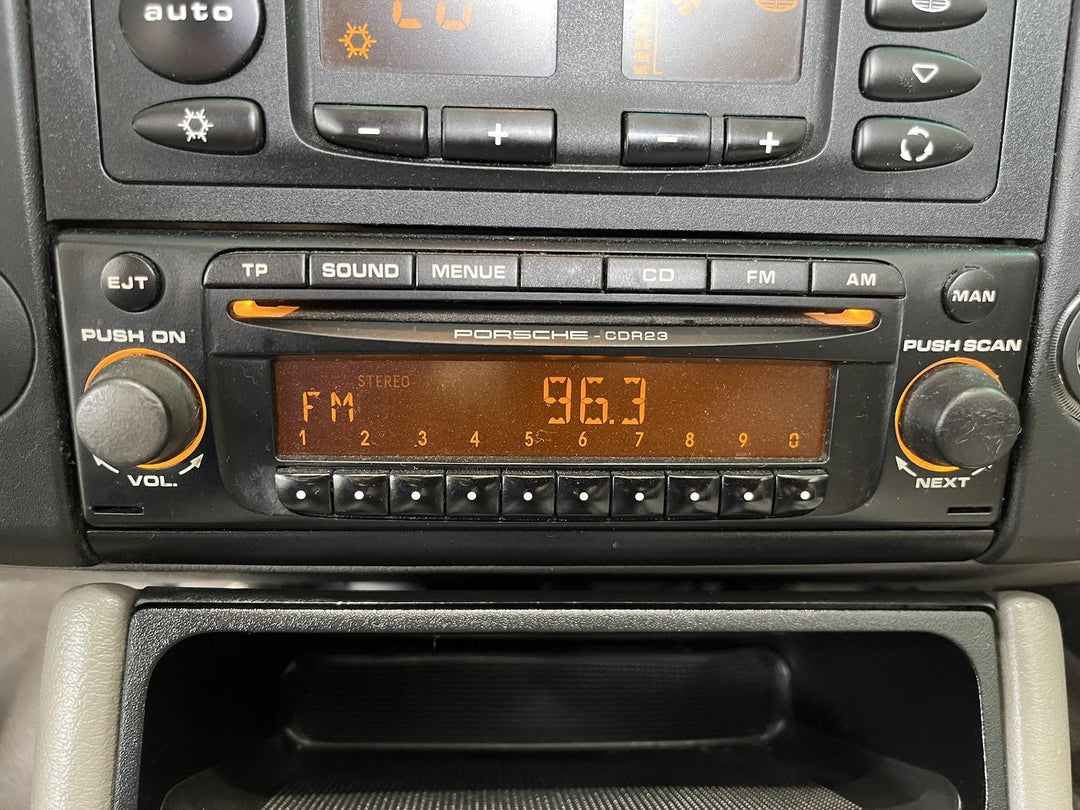 auto
LO
- + - +
EJT TP SOUND MENUE CD FM AM MAN
PUSH ON PORSCHE - CDR23 PUSH SCAN
STEREO
FM 96.3
1 2 3 4 5 6 7 8 9 0
VOL. NEXT